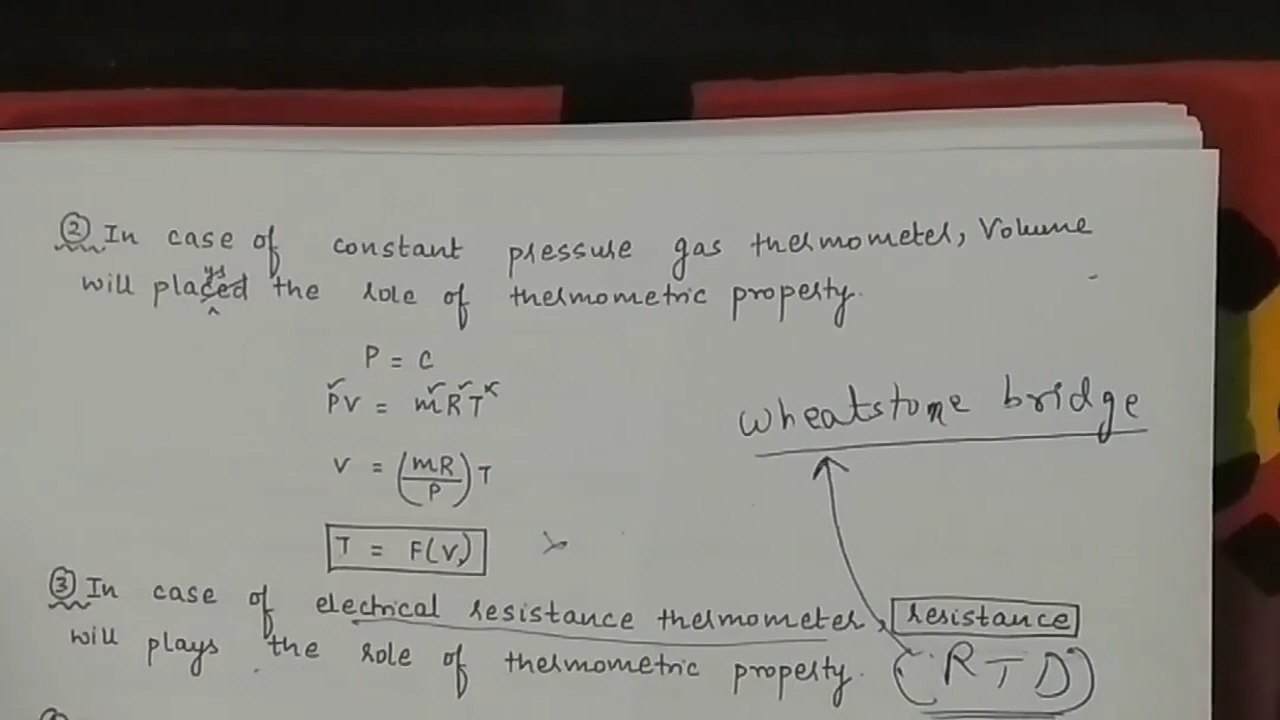 ② In case of constant pressure gas thermometer, Volume
will placed ys the role of thermometric property.
P = C
PV = mRT
V = (mR/P) T
T = F(V)
wheatstone bridge
③ In case of electrical resistance thermometer, resistance
will plays the role of thermometric property. (RTD)